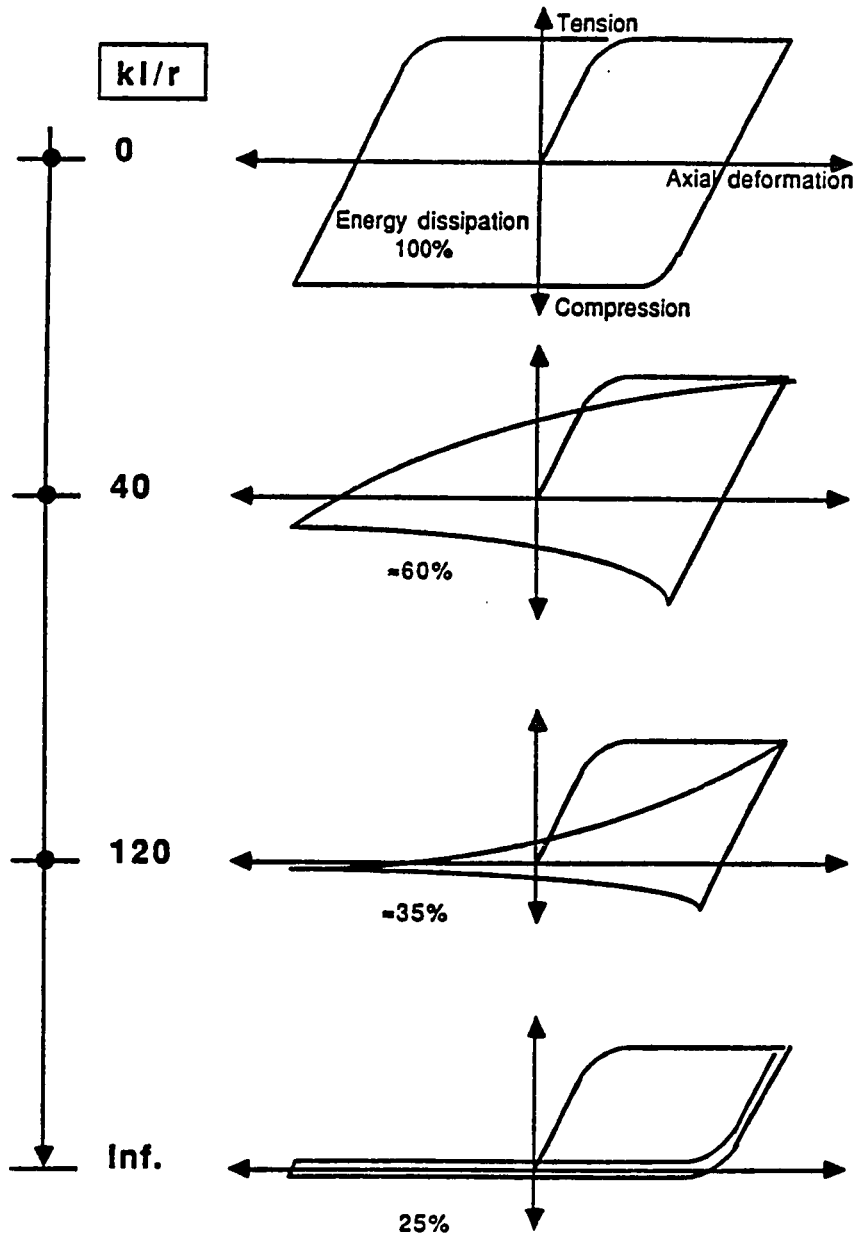 kl/r
Tension
0
Axial deformation
Energy dissipation
100%
Compression
40
≈60%
120
≈35%
Inf.
25%